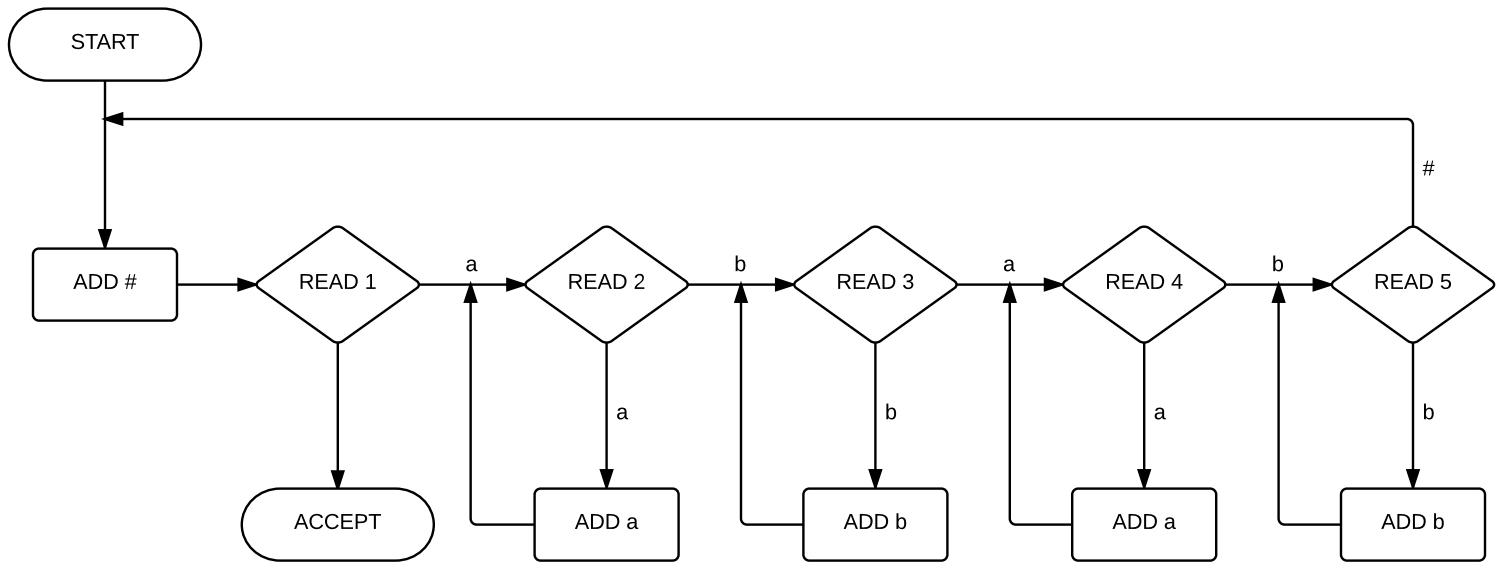 START
#
ADD #
READ 1
a
READ 2
b
READ 3
a
READ 4
b
READ 5
a
b
a
b
ACCEPT
ADD a
ADD b
ADD a
ADD b